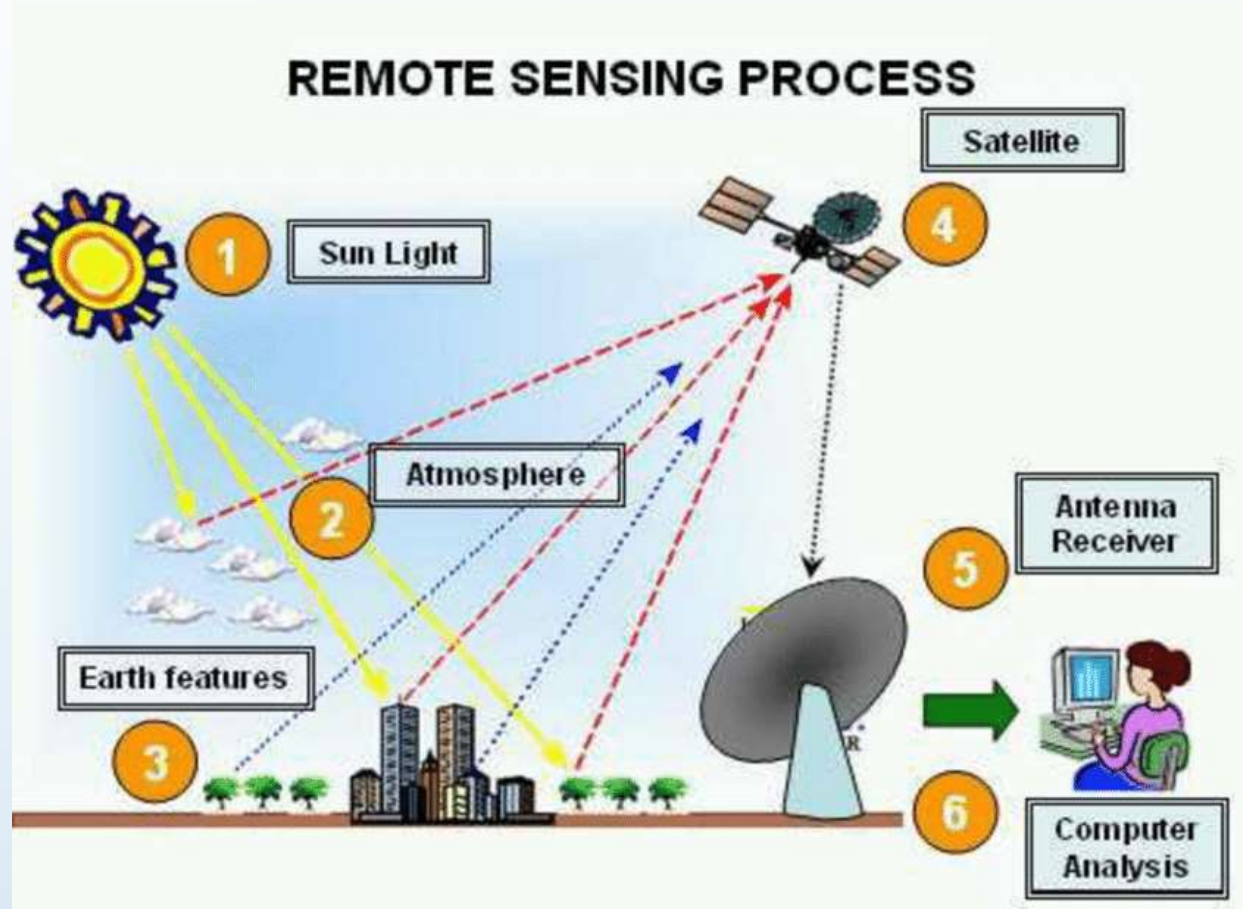 REMOTE SENSING PROCESS
Satellite
4
1
Sun Light
Atmosphere
2
Antenna
Receiver
5
Earth features
3
R
6
Computer
Analysis